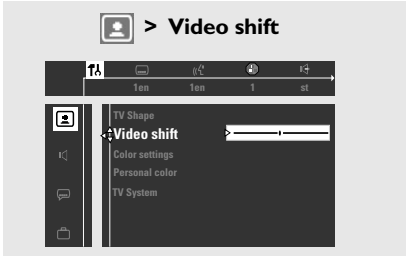 > Video shift
1en 1en 1 st
TV Shape
Video shift
Color settings
Personal color
TV System